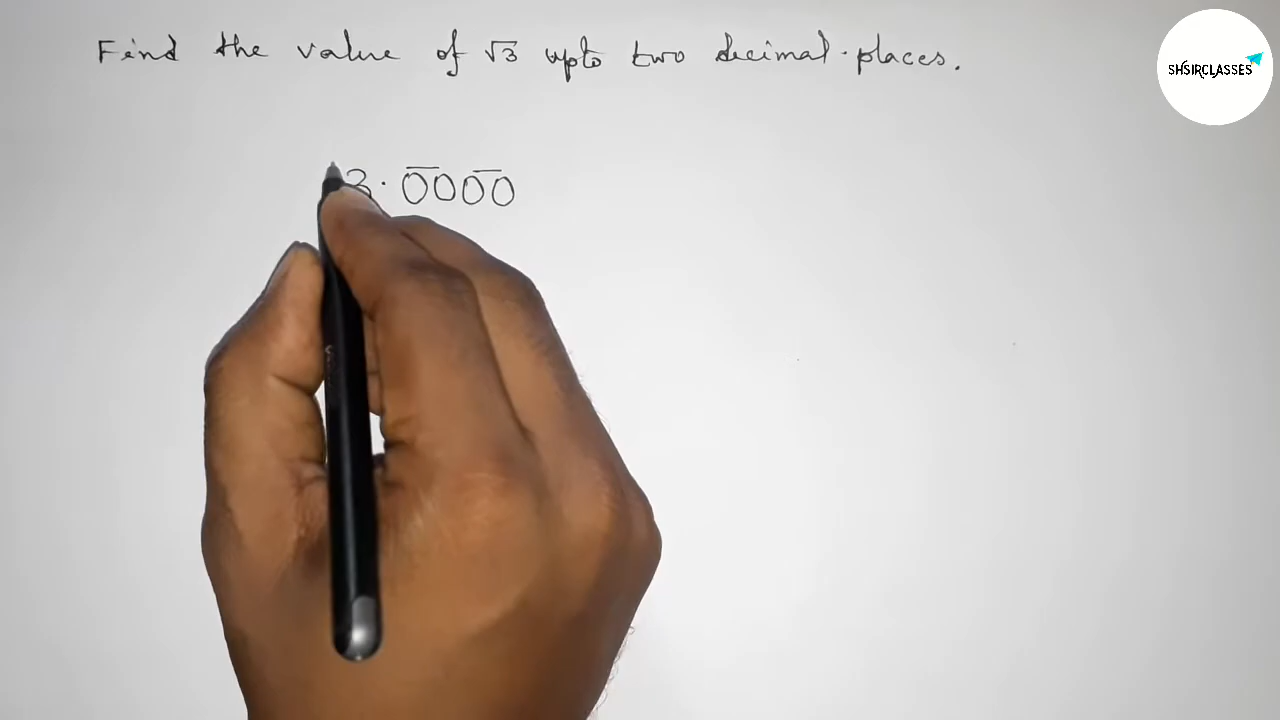 Find the value of √3 upto two decimal places.
SHSIRCLASSES
3.0000